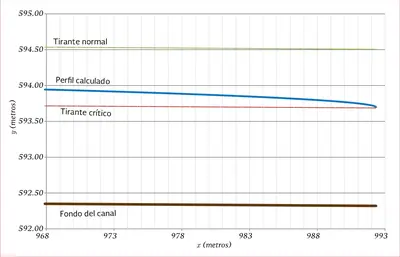 595.00
594.50
594.00
593.50
593.00
592.50
592.00
y (metros)
Tirante normal
Perfil calculado
Tirante crítico
Fondo del canal
968
973
978
983
988
993
x (metros)